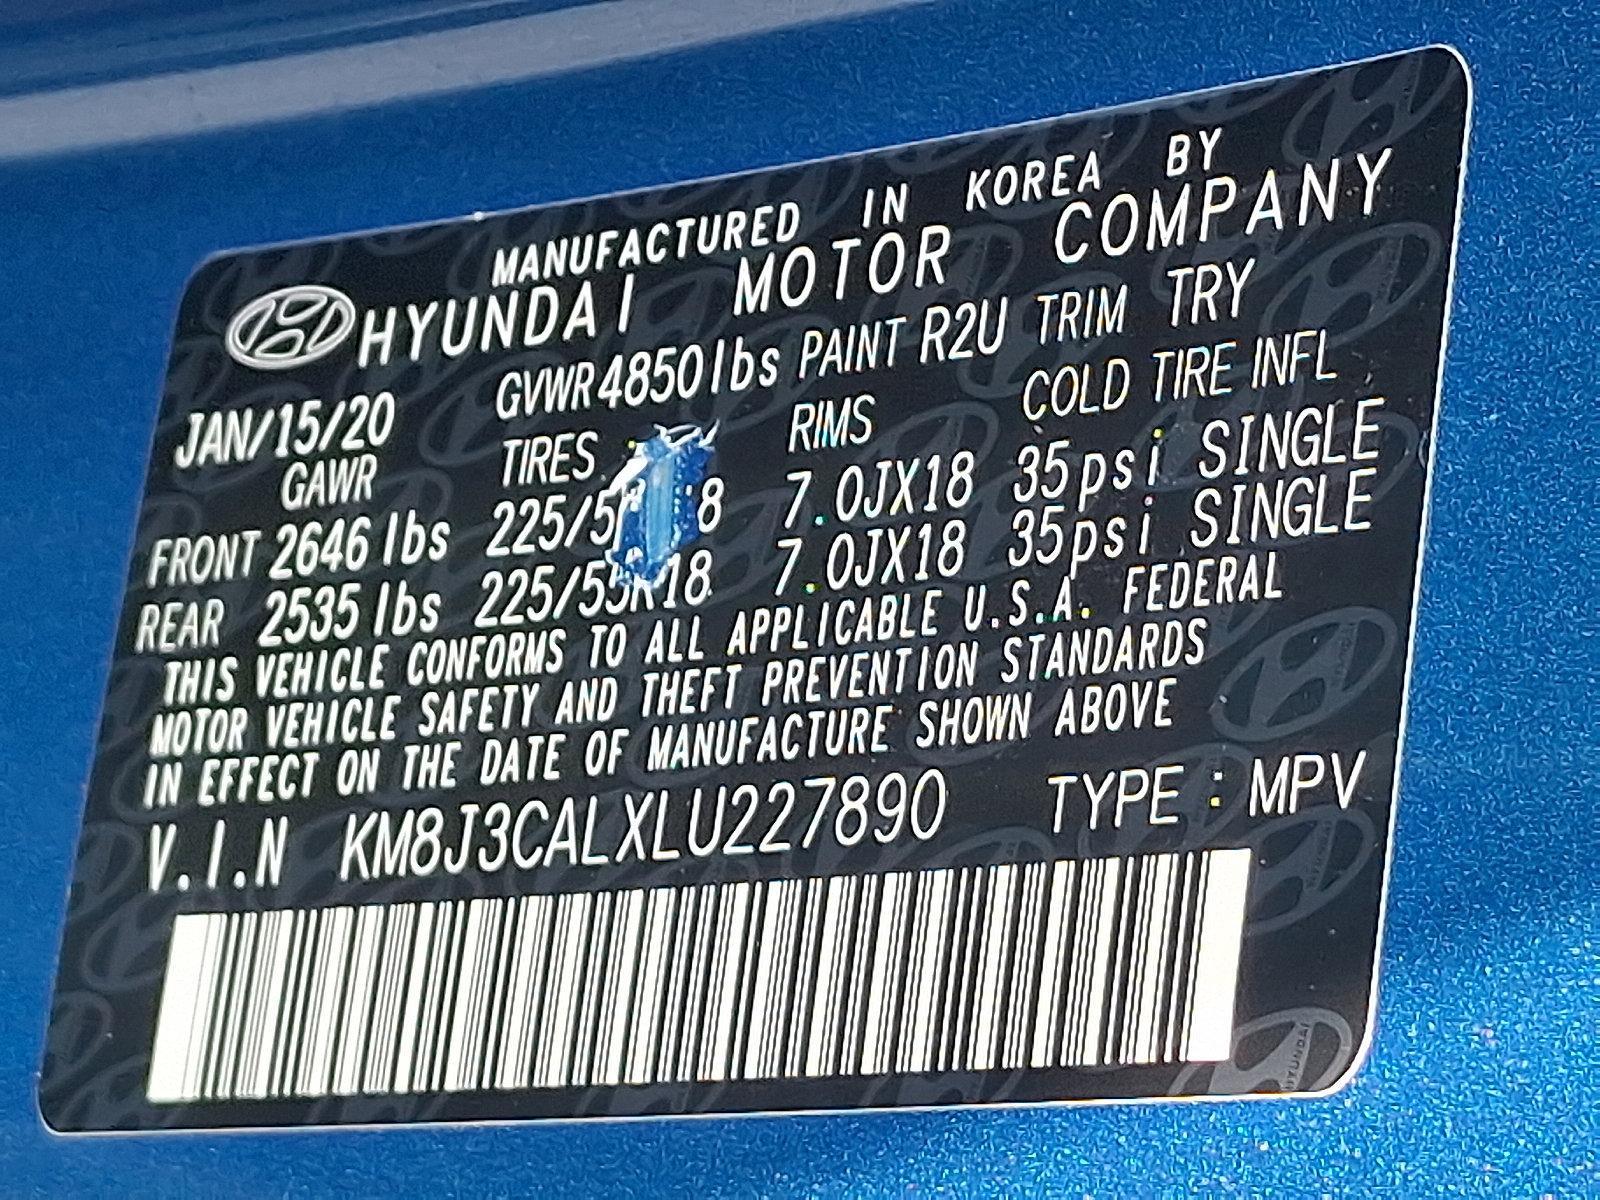 MANUFACTURED IN KOREA BY
HYUNDAI MOTOR COMPANY
JAN/15/20 GVWR 4850lbs PAINT R2U TRIM TRY
GAWR TIRES RIMS COLD TIRE INFL
FRONT 2646 lbs 7.0JX18 35psi SINGLE
REAR 2535 lbs 225/55R18 7.0JX18 35psi SINGLE
THIS VEHICLE CONFORMS TO ALL APPLICABLE U.S.A. FEDERAL
MOTOR VEHICLE SAFETY AND THEFT PREVENTION STANDARDS
IN EFFECT ON THE DATE OF MANUFACTURE SHOWN ABOVE
V.I.N KM8J3CALXLU227890 TYPE : MPV